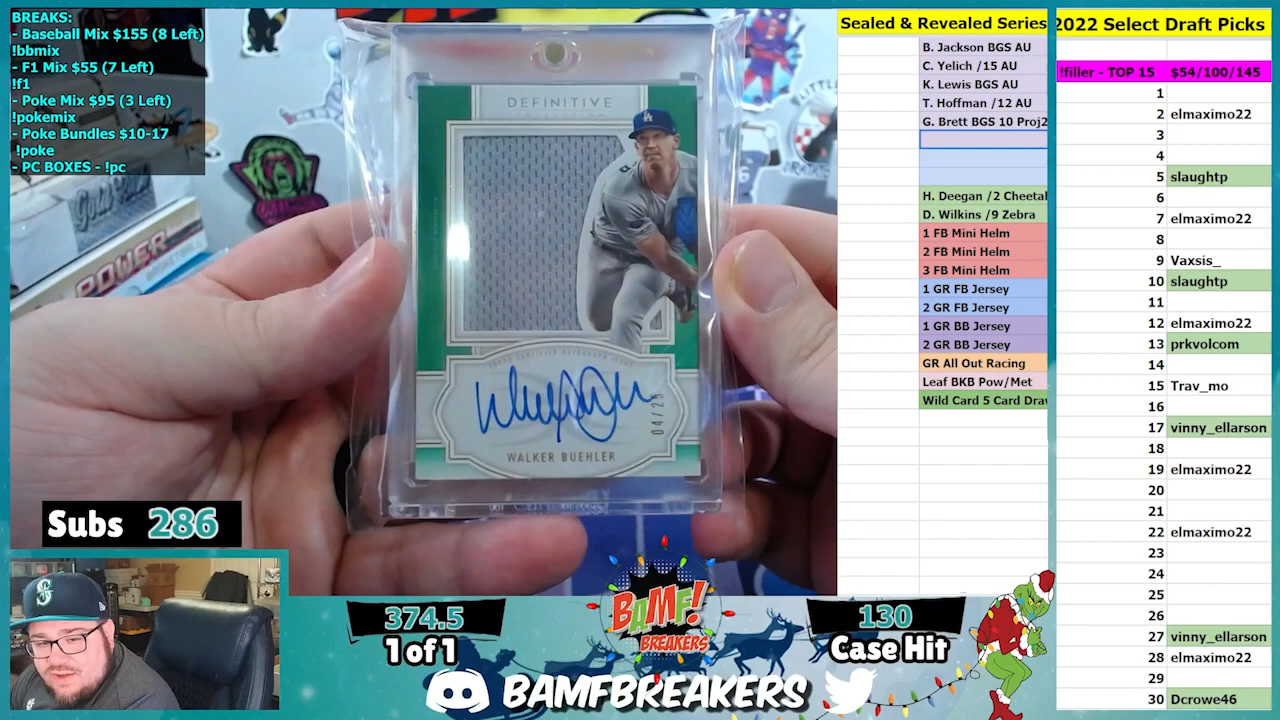 BREAKS:
- Baseball Mix $155 (8 Left)
!bbmix
- F1 Mix $55 (7 Left)
!f1
- Poke Mix $95 (3 Left)
!pokemix
- Poke Bundles $10-17
!poke
- PC BOXES - !pc
POWER
DEFINITIVE
TOPPS CERTIFIED AUTOGRAPH ISSUE
04/25
WALKER BUEHLER
Sealed & Revealed Series
B. Jackson BGS AU
C. Yelich /15 AU
K. Lewis BGS AU
T. Hoffman /12 AU
G. Brett BGS 10 Proj2
H. Deegan /2 Cheetal
D. Wilkins /9 Zebra
1 FB Mini Helm
2 FB Mini Helm
3 FB Mini Helm
1 GR FB Jersey
2 GR FB Jersey
1 GR BB Jersey
2 GR BB Jersey
GR All Out Racing
Leaf BKB Pow/Met
Wild Card 5 Card Drav
2022 Select Draft Picks
!filler - TOP 15 $54/100/145
1
2 elmaximo22
3
4
5 slaughtp
6
7 elmaximo22
8
9 Vaxsis_
10 slaughtp
11
12 elmaximo22
13 prkvolcom
14
15 Trav_mo
16
17 vinny_ellarson
18
19 elmaximo22
20
21
22 elmaximo22
23
24
25
26
27 vinny_ellarson
28 elmaximo22
29
30 Dcrowe46
Subs 286
S
374.5
1 of 1
BAMF!
BREAKERS
130
Case Hit
BAMFBREAKERS